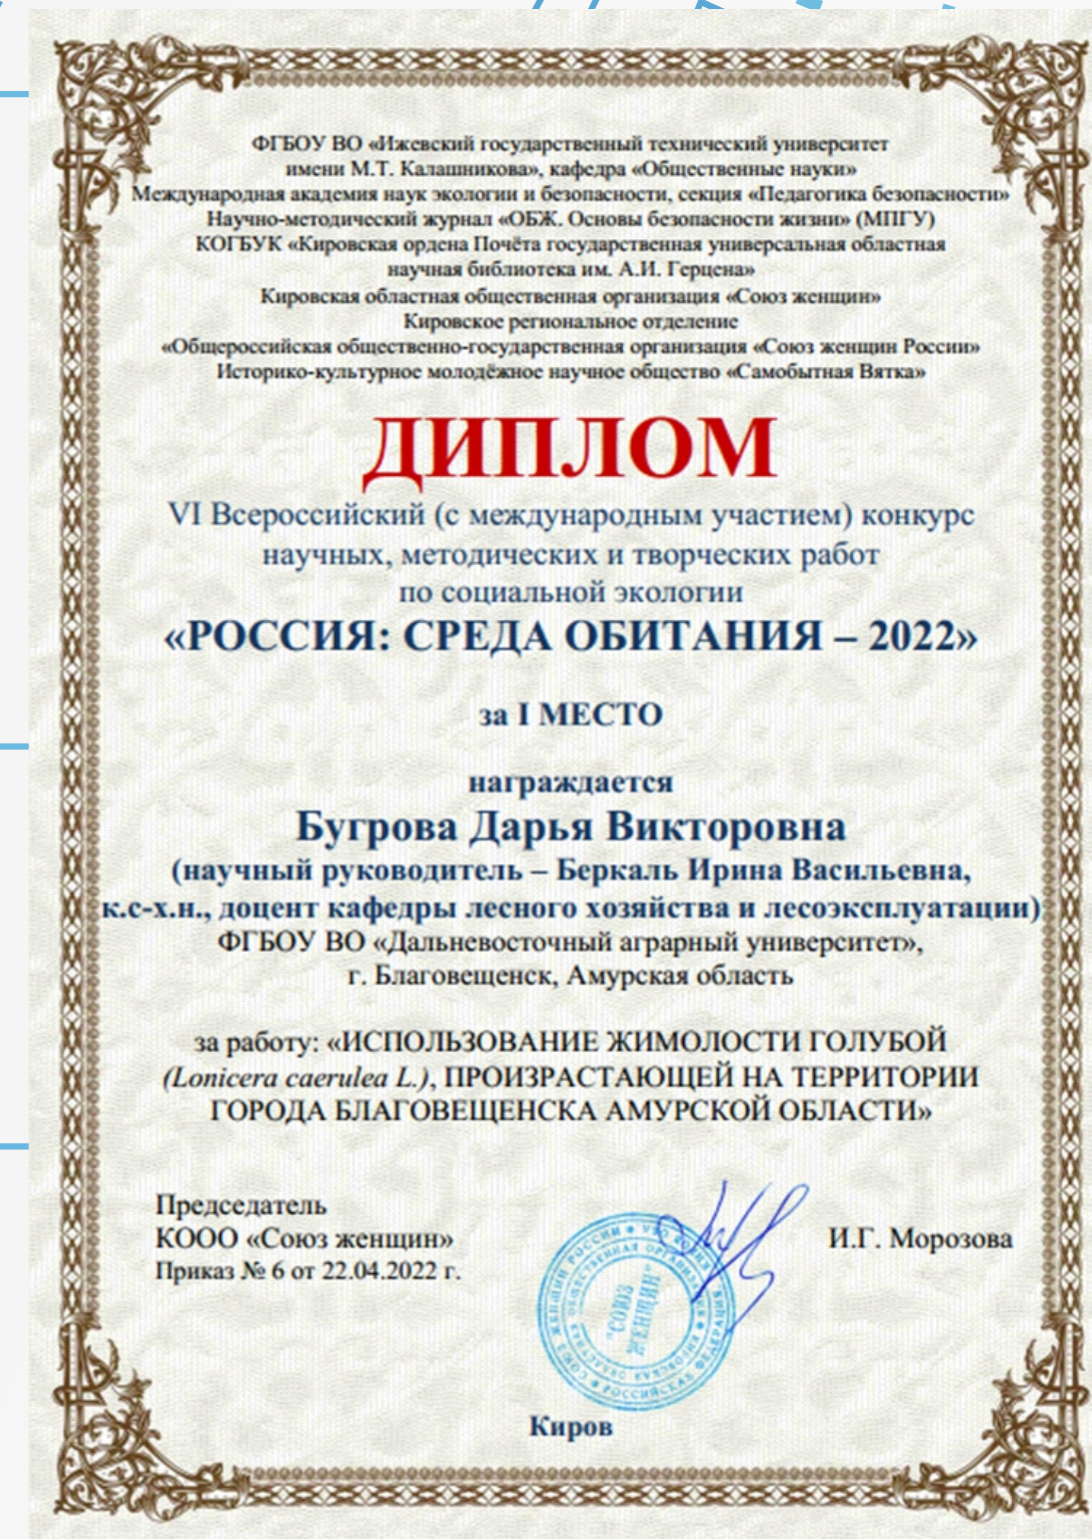 ФГБОУ ВО «Ижевский государственный технический университет
имени М.Т. Калашникова», кафедра «Общественные науки»
Международная академия наук экологии и безопасности, секция «Педагогика безопасности»
Научно-методический журнал «ОБЖ. Основы безопасности жизни» (МПГУ)
КОГБУК «Кировская ордена Почёта государственная универсальная областная
научная библиотека им. А.И. Герцена»
Кировская областная общественная организация «Союз женщин»
Кировское региональное отделение
«Общероссийская общественно-государственная организация «Союз женщин России»
Историко-культурное молодёжное научное общество «Самобытная Вятка»
ДИПЛОМ
VI Всероссийский (с международным участием) конкурс
научных, методических и творческих работ
по социальной экологии
«РОССИЯ: СРЕДА ОБИТАНИЯ – 2022»
за I МЕСТО
награждается
Бугрова Дарья Викторовна
(научный руководитель – Беркаль Ирина Васильевна,
к.с-х.н., доцент кафедры лесного хозяйства и лесоэксплуатации)
ФГБОУ ВО «Дальневосточный аграрный университет»,
г. Благовещенск, Амурская область
за работу: «ИСПОЛЬЗОВАНИЕ ЖИМОЛОСТИ ГОЛУБОЙ
(Lonicera caerulea L.), ПРОИЗРАСТАЮЩЕЙ НА ТЕРРИТОРИИ
ГОРОДА БЛАГОВЕЩЕНСКА АМУРСКОЙ ОБЛАСТИ»
Председатель
КООО «Союз женщин»
Приказ № 6 от 22.04.2022 г.
И.Г. Морозова
"СОЮЗ
ЖЕНЩИН"
Киров